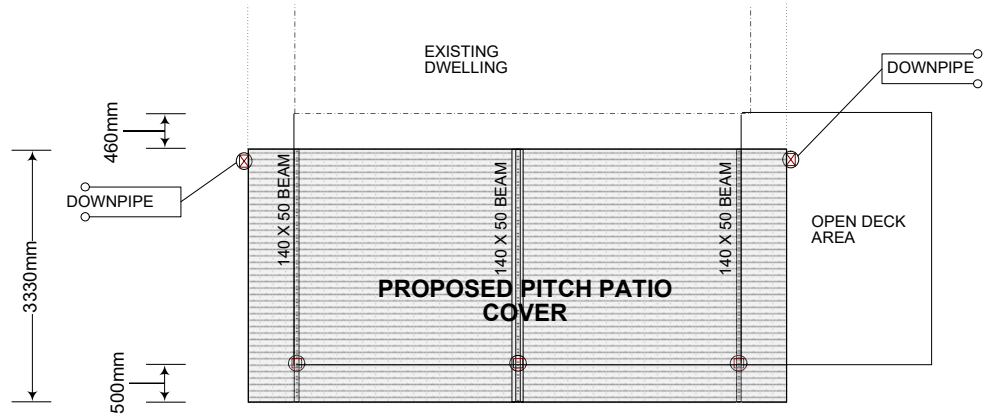 EXISTING
DWELLING
DOWNPIPE
460mm
DOWNPIPE
3330mm
500mm
140 X 50 BEAM
140 X 50 BEAM
140 X 50 BEAM
OPEN DECK
AREA
PROPOSED PITCH PATIO
COVER